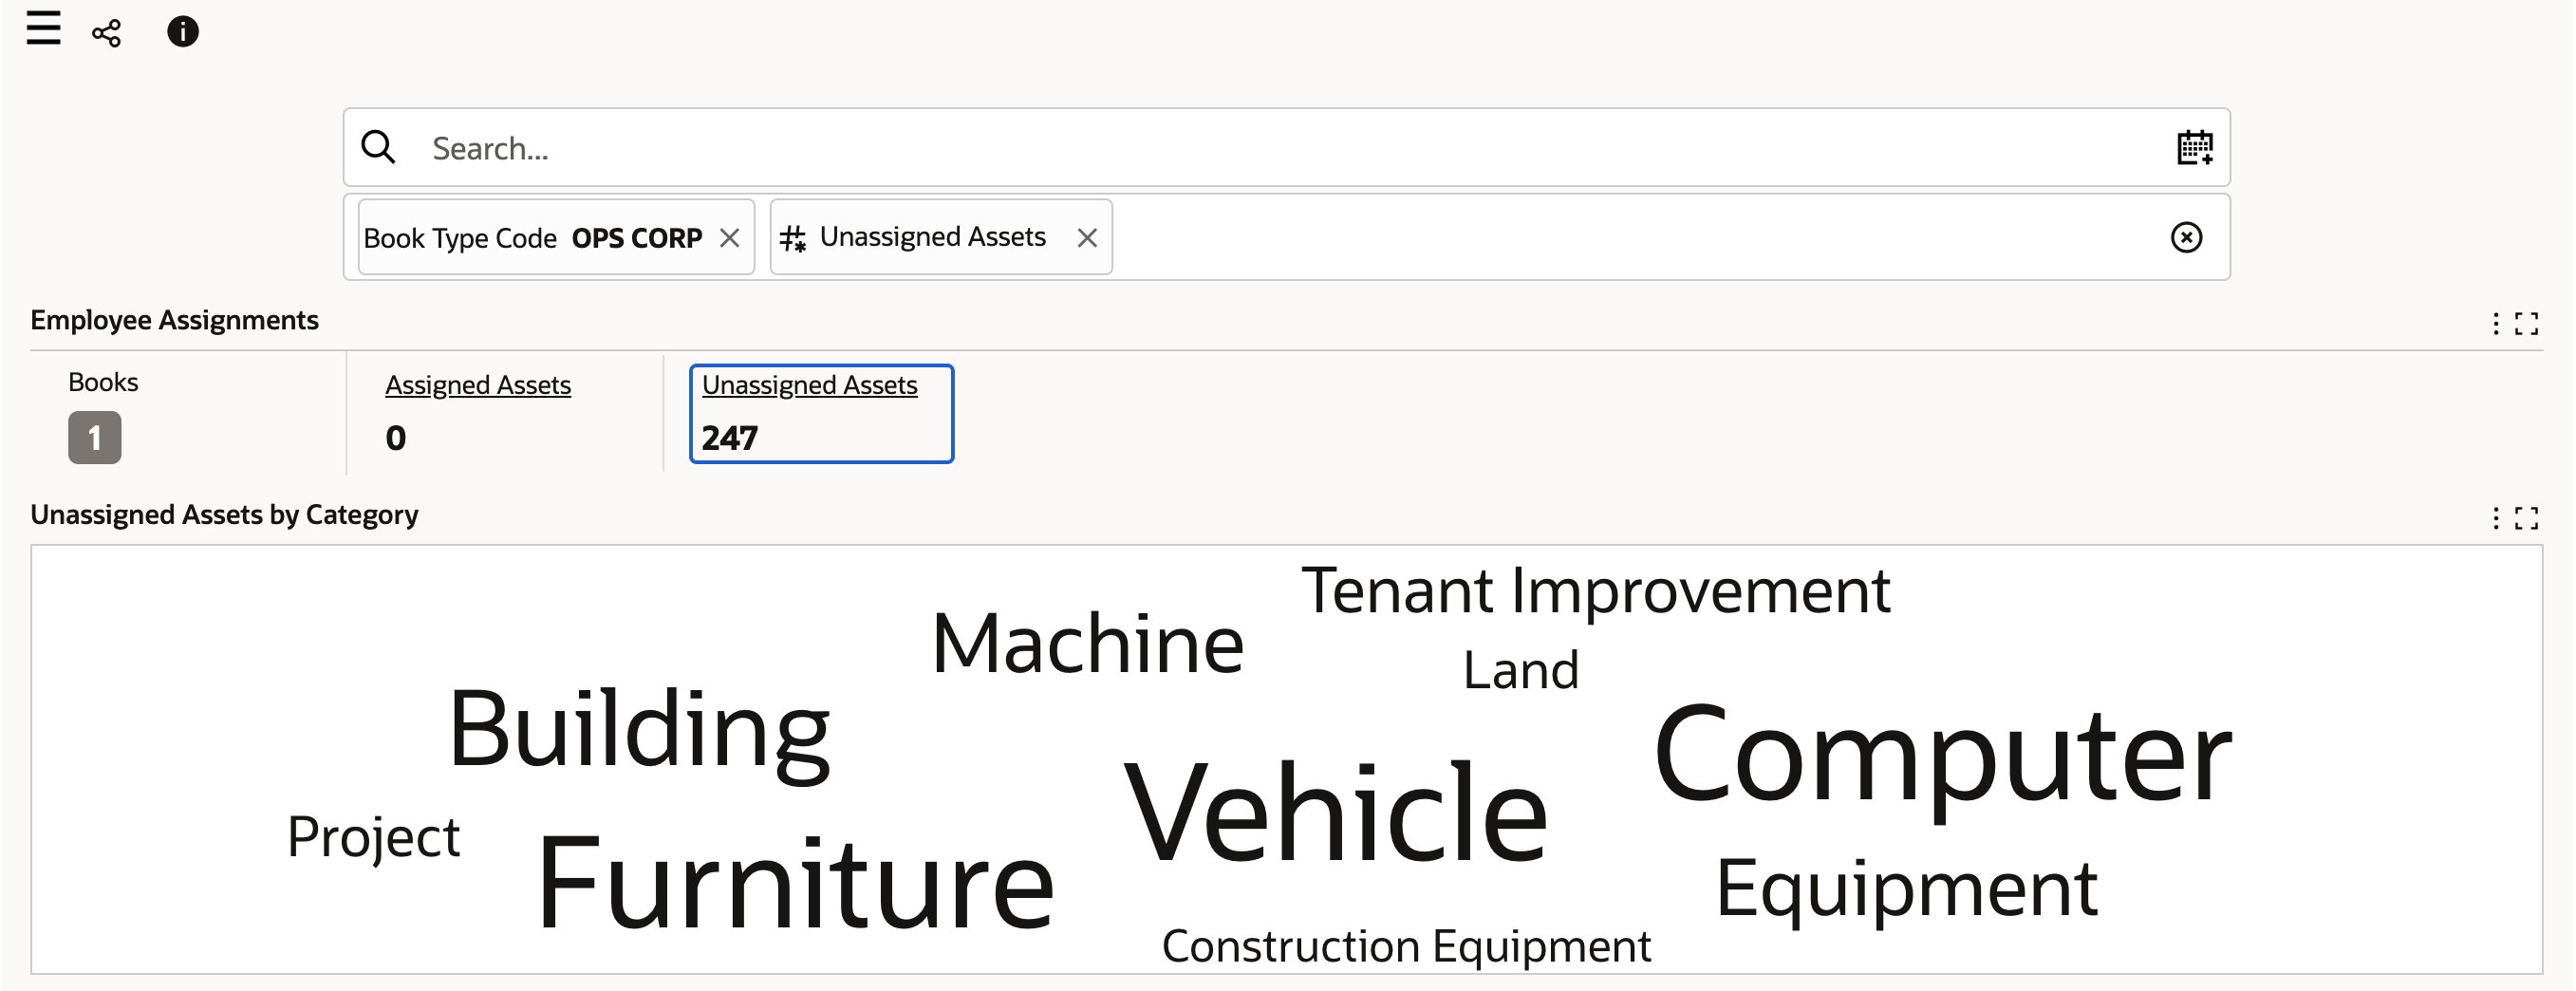 Search...
Book Type Code OPS CORP
Unassigned Assets
Employee Assignments
Books
1
Assigned Assets
0
Unassigned Assets
247
Unassigned Assets by Category
Tenant Improvement
Machine
Land
Building
Computer
Vehicle
Project
Furniture
Equipment
Construction Equipment